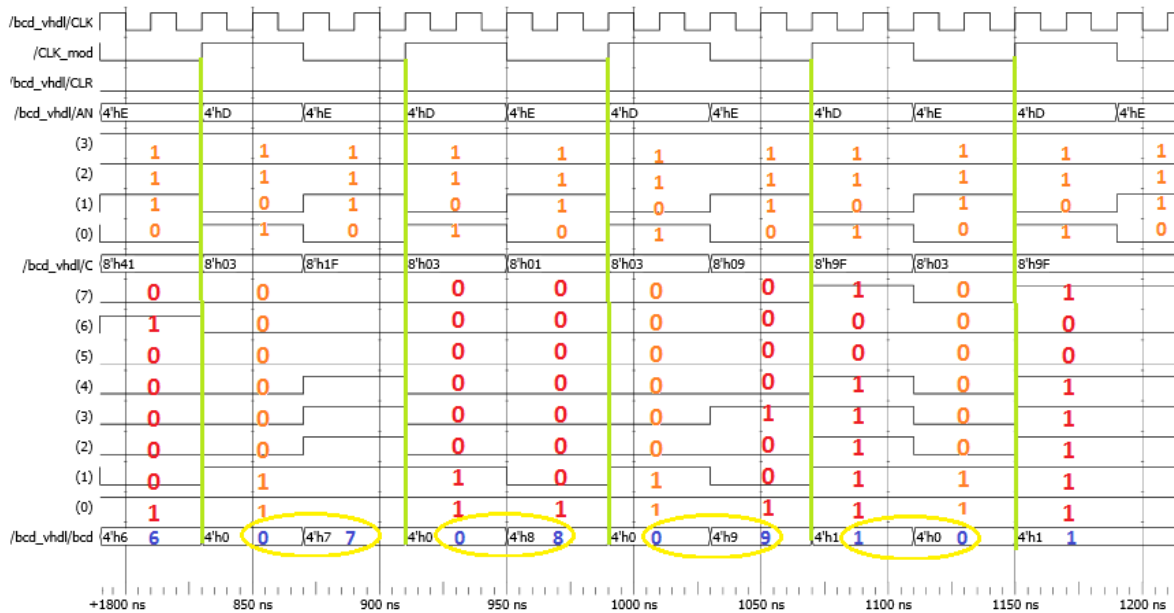 /bcd_vhdl/CLK
/CLK_mod
'bcd_vhdl/CLR
/bcd_vhdl/AN 4'hE 4'hD 4'hE 4'hD 4'hE 4'hD 4'hE 4'hD 4'hE 4'hD 4'hE
(3) 1 1 1 1 1 1 1 1 1 1 1
(2) 1 1 1 1 1 1 1 1 1 1 1
(1) 1 0 1 0 1 0 1 0 1 0 1
(0) 0 1 0 1 0 1 0 1 0 1 0
/bcd_vhdl/C 8'h41 8'h03 8'h1F 8'h03 8'h01 8'h03 8'h09 8'h9F 8'h03 8'h9F
(7) 0 0 0 0 0 0 1 0 1
(6) 1 0 0 0 0 0 0 0 0
(5) 0 0 0 0 0 0 0 0 0
(4) 0 0 0 0 0 0 1 0 1
(3) 0 0 0 0 0 1 1 0 1
(2) 0 0 0 0 0 0 1 0 1
(1) 0 1 1 0 1 0 1 1 1
(0) 1 1 1 1 1 1 1 1 1
/bcd_vhdl/bcd 4'h6 6 4'h0 0 4'h7 7 4'h0 0 4'h8 8 4'h0 0 4'h9 9 4'h1 1 4'h0 0 4'h1 1
+1800 ns 850 ns 900 ns 950 ns 1000 ns 1050 ns 1100 ns 1150 ns 1200 ns